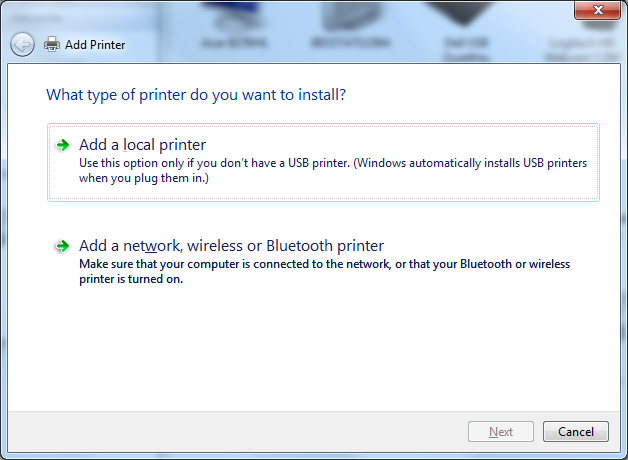 Add Printer
What type of printer do you want to install?
Add a local printer
Use this option only if you don't have a USB printer. (Windows automatically installs USB printers
when you plug them in.)
Add a network, wireless or Bluetooth printer
Make sure that your computer is connected to the network, or that your Bluetooth or wireless
printer is turned on.
Next
Cancel